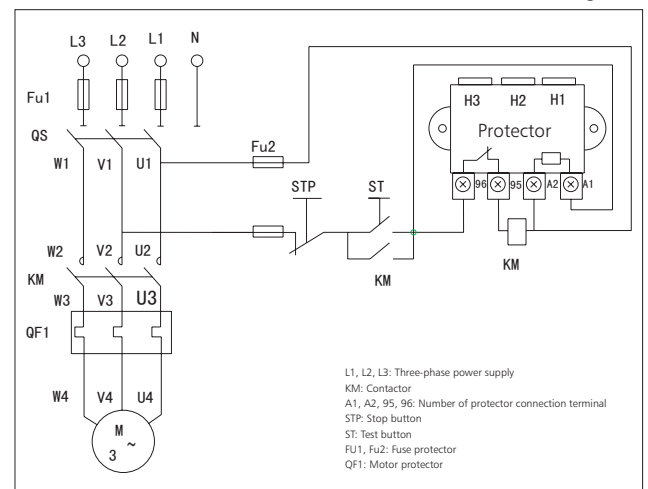 L3 L2 L1 N
Fu1
H3 H2 H1
Protector
QS
W1 V1 U1
Fu2
STP ST
96 95 A2 A1
W2 V2 U2
KM
KM
KM
W3 V3 U3
QF1
W4 V4 U4
M
3 ~
L1, L2, L3: Three-phase power supply
KM: Contactor
A1, A2, 95, 96: Number of protector connection terminal
STP: Stop button
ST: Test button
FU1, Fu2: Fuse protector
QF1: Motor protector